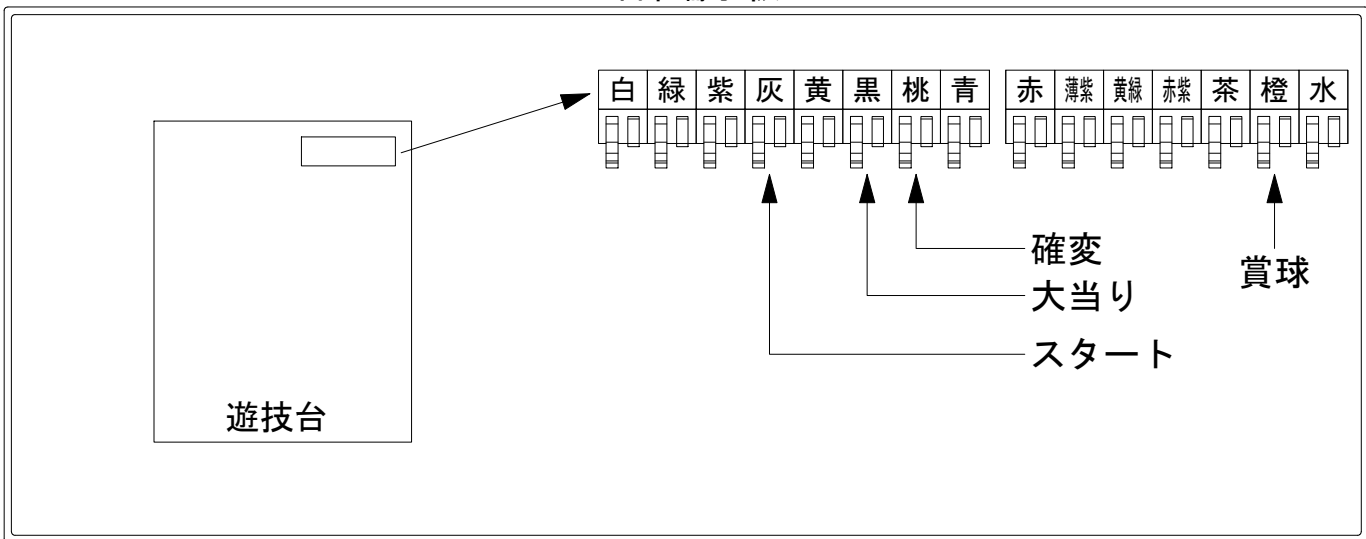 白 緑 紫 灰 黄 黒 桃 青 赤 薄紫 黄緑 赤紫 茶 橙 水
確変
賞球
大当り
スタート
遊技台